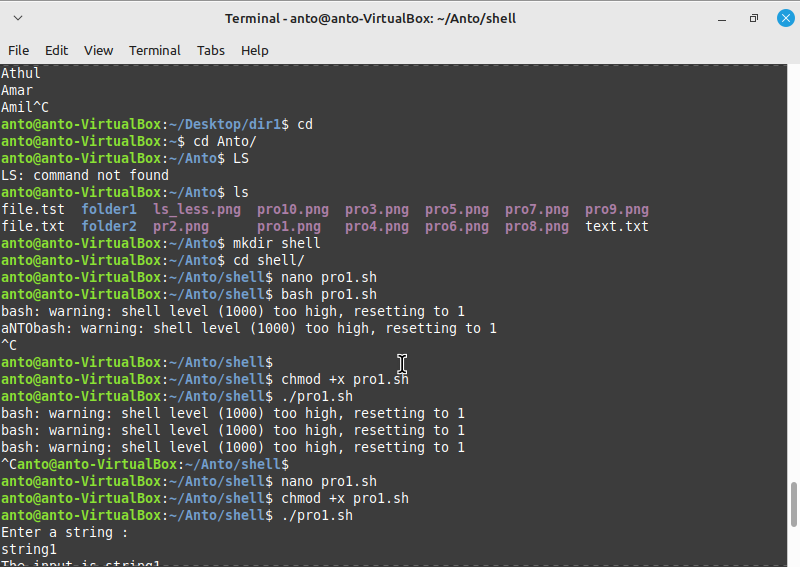 Terminal - anto@anto-VirtualBox: ~/Anto/shell
File Edit View Terminal Tabs Help
Athul
Amar
Amil^C
anto@anto-VirtualBox:~/Desktop/dir1$ cd
anto@anto-VirtualBox:~$ cd Anto/
anto@anto-VirtualBox:~/Anto$ LS
LS: command not found
anto@anto-VirtualBox:~/Anto$ ls
file.tst folder1 ls_less.png pro10.png pro3.png pro5.png pro7.png pro9.png
file.txt folder2 pr2.png pro1.png pro4.png pro6.png pro8.png text.txt
anto@anto-VirtualBox:~/Anto$ mkdir shell
anto@anto-VirtualBox:~/Anto$ cd shell/
anto@anto-VirtualBox:~/Anto/shell$ nano pro1.sh
anto@anto-VirtualBox:~/Anto/shell$ bash pro1.sh
bash: warning: shell level (1000) too high, resetting to 1
aNTObash: warning: shell level (1000) too high, resetting to 1
^C
anto@anto-VirtualBox:~/Anto/shell$
anto@anto-VirtualBox:~/Anto/shell$ chmod +x pro1.sh
anto@anto-VirtualBox:~/Anto/shell$ ./pro1.sh
bash: warning: shell level (1000) too high, resetting to 1
bash: warning: shell level (1000) too high, resetting to 1
bash: warning: shell level (1000) too high, resetting to 1
^Canto@anto-VirtualBox:~/Anto/shell$
anto@anto-VirtualBox:~/Anto/shell$ nano pro1.sh
anto@anto-VirtualBox:~/Anto/shell$ chmod +x pro1.sh
anto@anto-VirtualBox:~/Anto/shell$ ./pro1.sh
Enter a string :
string1
The input is string1